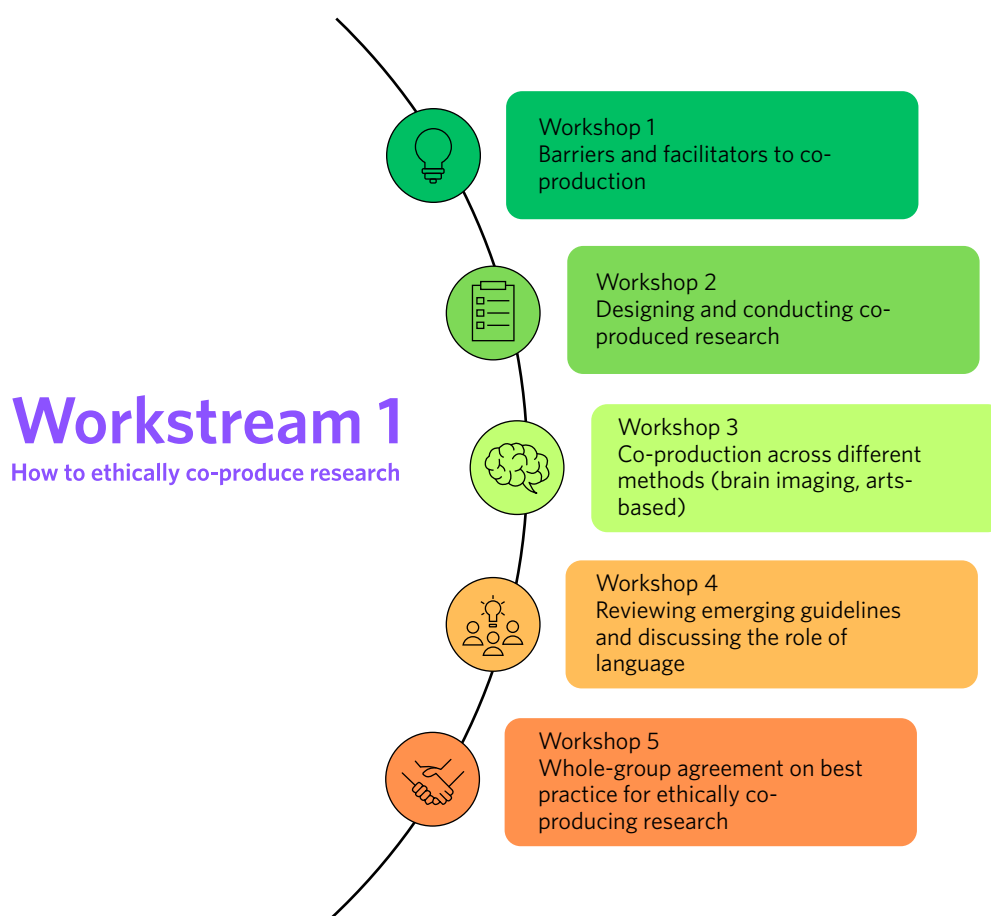 Workstream 1
How to ethically co-produce research
Workshop 1
Barriers and facilitators to co-
production
Workshop 2
Designing and conducting co-
produced research
Workshop 3
Co-production across different
methods (brain imaging, arts-
based)
Workshop 4
Reviewing emerging guidelines
and discussing the role of
language
Workshop 5
Whole-group agreement on best
practice for ethically co-
producing research